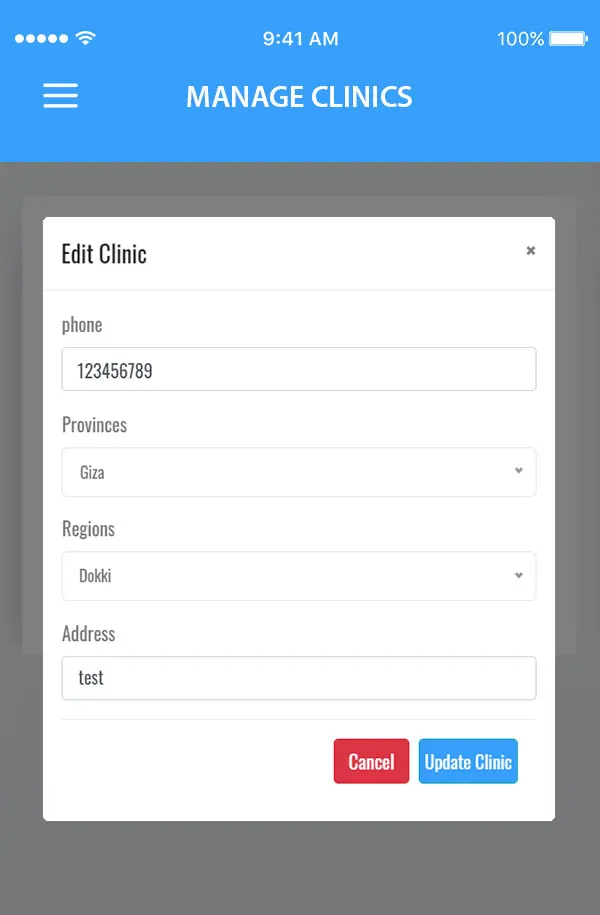 9:41 AM
100%
MANAGE CLINICS
Edit Clinic
phone
123456789
Provinces
Giza
Regions
Dokki
Address
test
Cancel
Update Clinic